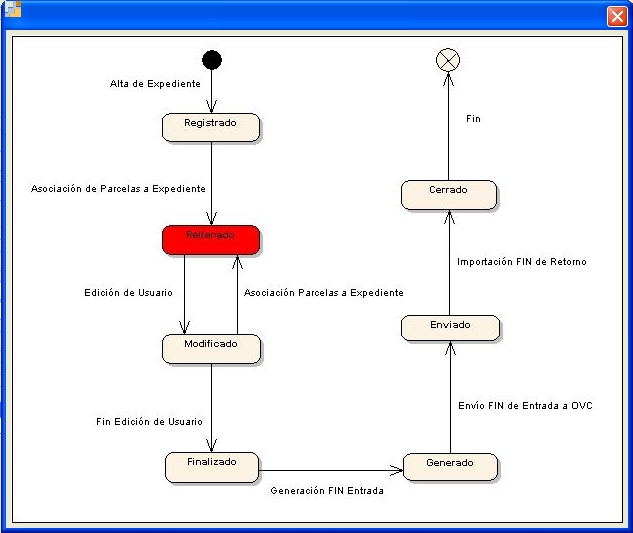 Alta de Expediente
Registrado
Asociación de Parcelas a Expediente
Rellenado
Edición de Usuario
Asociación Parcelas a Expediente
Modificado
Fin Edición de Usuario
Finalizado
Generación FIN Entrada
Generado
Envío FIN de Entrada a OVC
Enviado
Importación FIN de Retorno
Cerrado
Fin